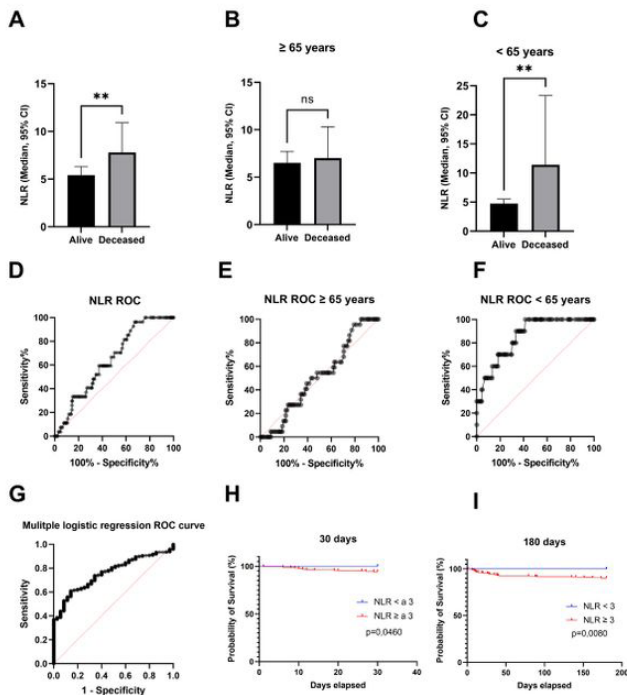 A
B
C
≥ 65 years
< 65 years
**
ns
**
NLR (Median, 95% CI)
15
10
5
0
Alive Deceased
NLR (Median, 95% CI)
15
10
5
0
Alive Deceased
NLR (Median, 95% CI)
25
20
15
10
5
0
Alive Deceased
D
E
F
NLR ROC
NLR ROC ≥ 65 years
NLR ROC < 65 years
Sensitivity%
100
80
60
40
20
0
0 20 40 60 80 100
100% - Specificity%
Sensitivity%
100
80
60
40
20
0
0 20 40 60 80 100
100% - Specificity%
Sensitivity%
100
80
60
40
20
0
0 20 40 60 80 100
100% - Specificity%
G
H
I
Mulitple logistic regression ROC curve
Sensitivity
1.0
0.8
0.6
0.4
0.2
0.0
0.0 0.2 0.4 0.6 0.8 1.0
1 - Specificity
30 days
Probability of Survival (%)
100
50
0
NLR < a 3
NLR ≥ a 3
p=0,0460
0 10 20 30 40
Days elapsed
180 days
Probability of Survival (%)
100
50
0
NLR < 3
NLR ≥ 3
p=0,0080
0 50 100 150 200
Days elapsed